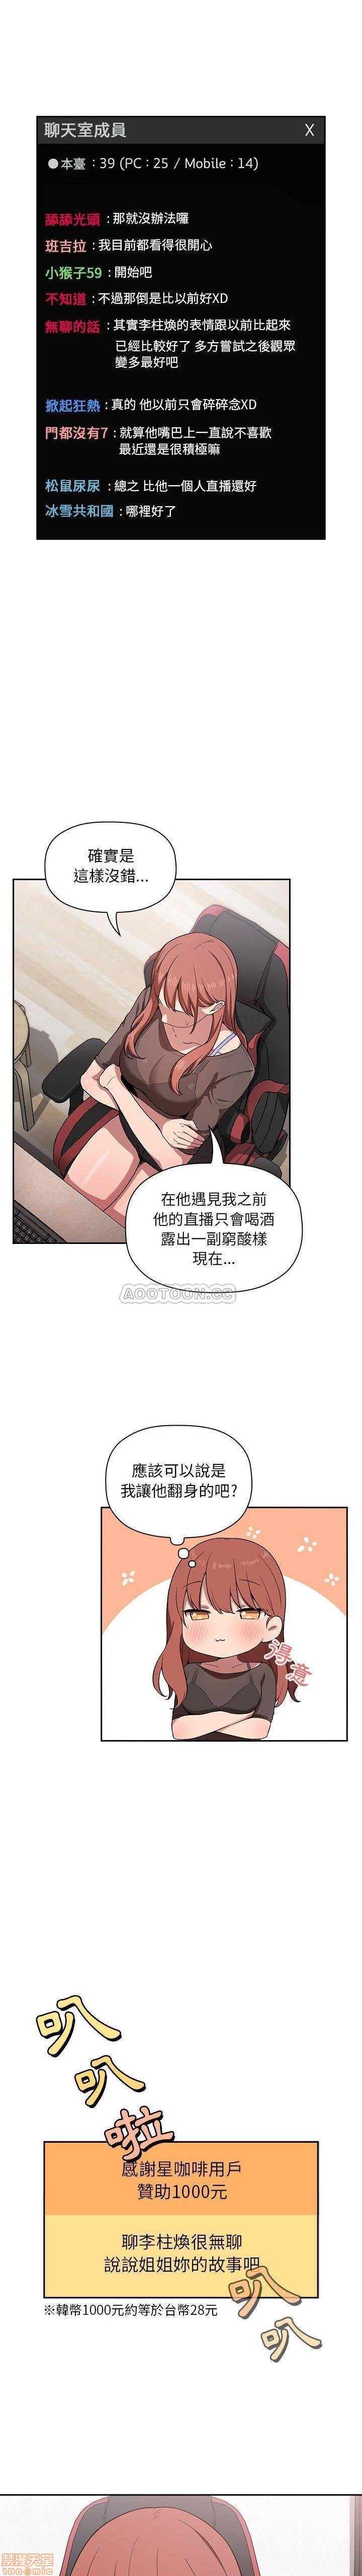 聊天室成員 X
●本臺：39 (PC：25 / Mobile：14)
舔舔光頭：那就沒辦法囉
班吉拉：我目前都看得很開心
小猴子59：開始吧
不知道：不過那倒是比以前好XD
無聊的話：其實李柱煥的表情跟以前比起來
已經比較好了 多方嘗試之後觀眾
變多最好吧
掀起狂熱：真的 他以前只會碎碎念XD
門都沒有7：就算他嘴巴上一直說不喜歡
最近還是很積極嘛
松鼠尿尿：總之 比他一個人直播還好
冰雪共和國：哪裡好了
確實是
這樣沒錯...
在他遇見我之前
他的直播只會喝酒
露出一副窮酸樣
現在...
AOOTOON.CC
應該可以說是
我讓他翻身的吧?
得意
叭
叭
啦
感謝星咖啡用戶
贊助1000元
聊李柱煥很無聊
說說姐姐妳的故事吧
叭
叭
※韓幣1000元約等於台幣28元
禁漫天堂